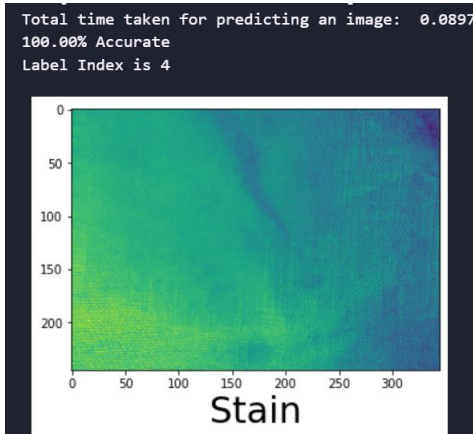 Total time taken for predicting an image: 0.0897
100.00% Accurate
Label Index is 4
0
50
100
150
200
0 50 100 150 200 250 300
Stain